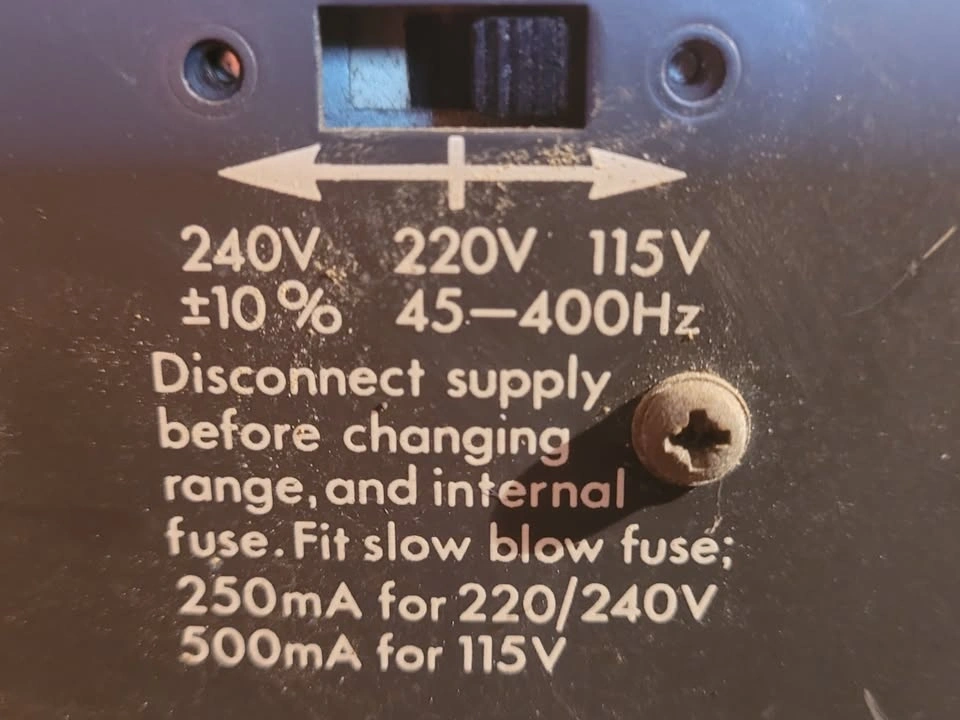 240V 220V 115V
±10% 45–400Hz
Disconnect supply
before changing
range, and internal
fuse. Fit slow blow fuse;
250mA for 220/240V
500mA for 115V